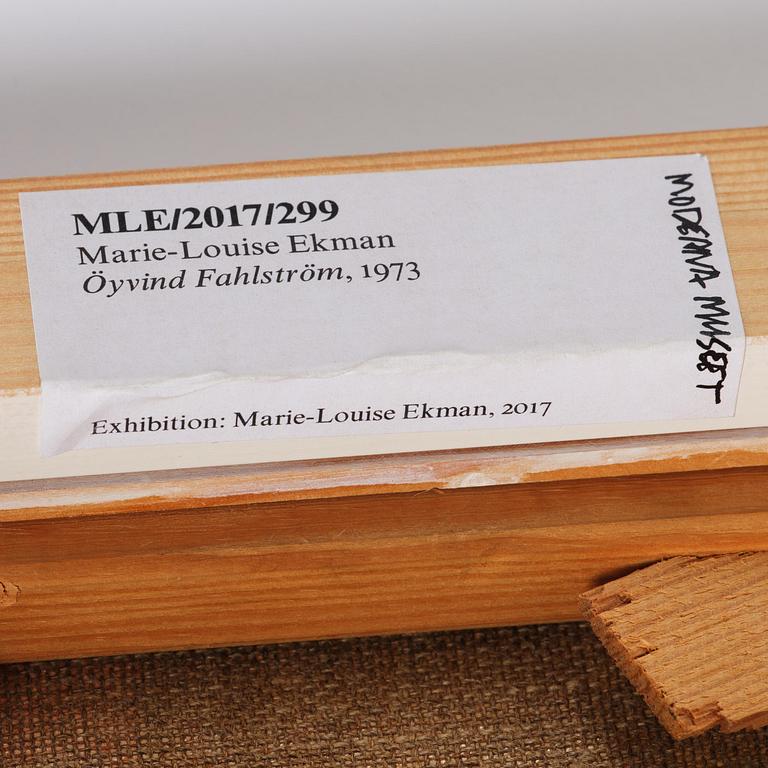 MLE/2017/299
Marie-Louise Ekman
Öyvind Fahlström, 1973
Exhibition: Marie-Louise Ekman, 2017
MODERNA MUSEET